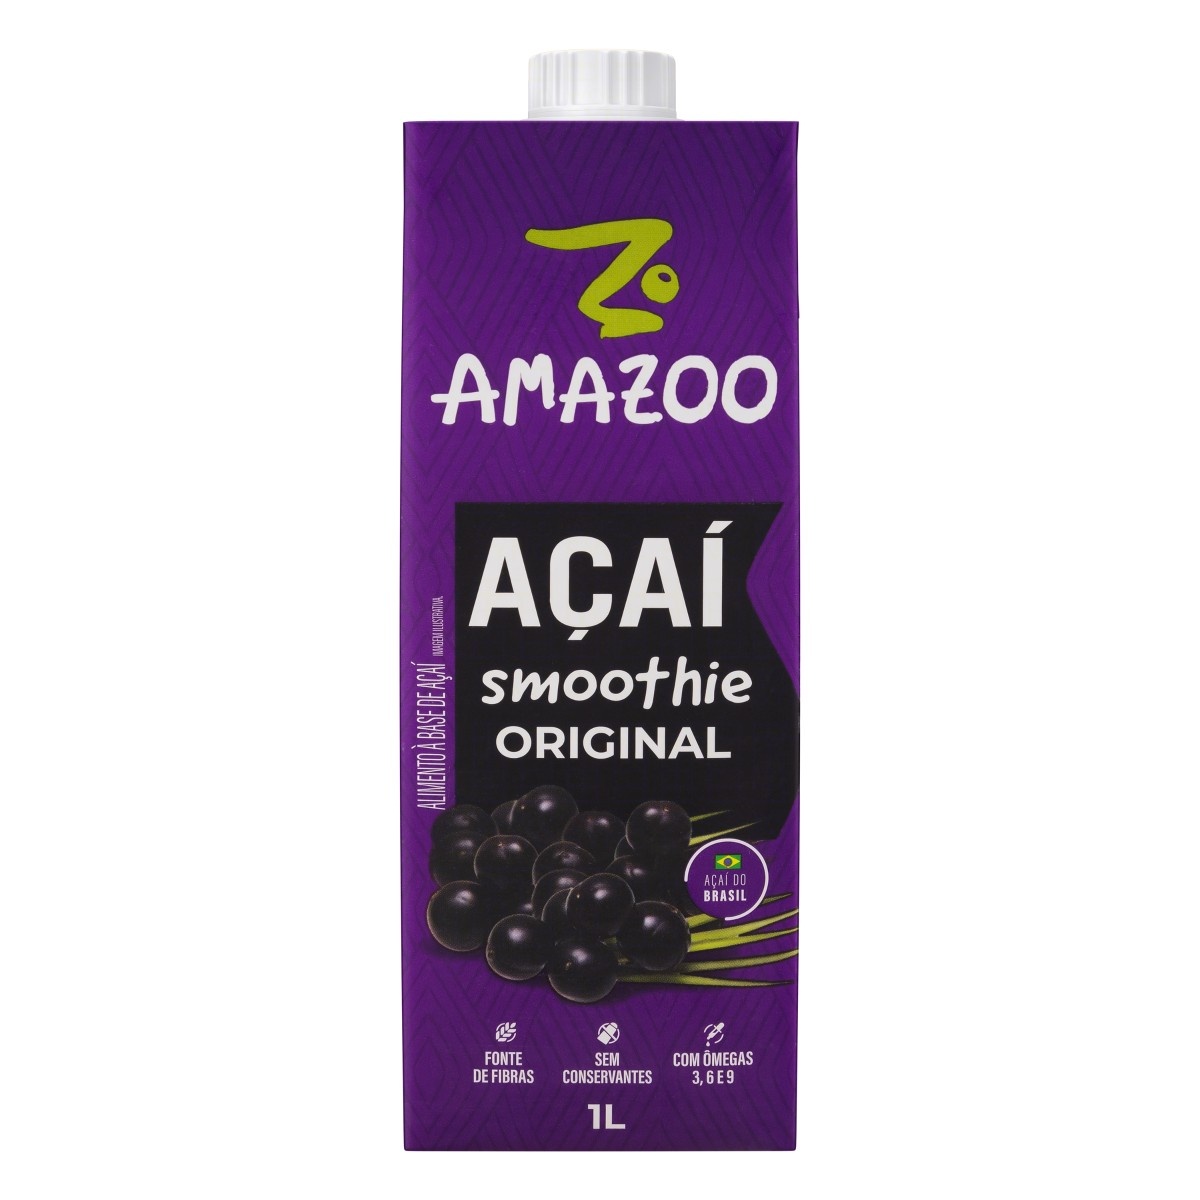 AMAZOO
AÇAÍ
smoothie
ORIGINAL
ALIMENTO À BASE DE AÇAÍ
IMAGEM ILUSTRATIVA.
AÇAÍ DO
BRASIL
FONTE
DE FIBRAS
SEM
CONSERVANTES
COM ÔMEGAS
3, 6 E 9
1L